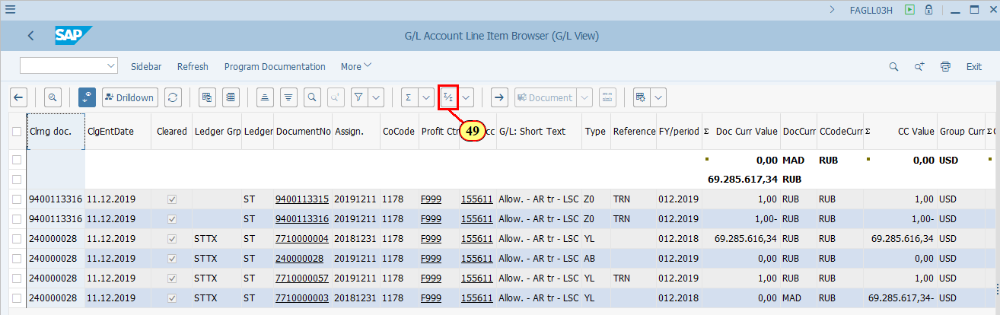 FAGLL03H
SAP G/L Account Line Item Browser (G/L View)
Sidebar Refresh Program Documentation More Exit
Drilldown Σ Document
49
Clrng doc. ClgEntDate Cleared Ledger Grp Ledger DocumentNo Assign. CoCode Profit Ctr cc G/L: Short Text Type Reference FY/period Σ Doc Curr Value DocCurr CCodeCurr Σ CC Value Group Curr Σ
0,00 MAD RUB 0,00 USD
69.285.617,34 RUB
9400113316 11.12.2019 ST 9400113315 20191211 1178 F999 155611 Allow. - AR tr - LSC Z0 TRN 012.2019 1,00 RUB RUB 1,00 USD
9400113316 11.12.2019 ST 9400113316 20191211 1178 F999 155611 Allow. - AR tr - LSC Z0 TRN 012.2019 1,00- RUB RUB 1,00- USD
240000028 11.12.2019 STTX ST 7710000004 20181231 1178 F999 155611 Allow. - AR tr - LSC YL 012.2018 69.285.616,34 RUB RUB 69.285.616,34 USD
240000028 11.12.2019 STTX ST 240000028 20191211 1178 F999 155611 Allow. - AR tr - LSC AB 012.2019 0,00 RUB RUB 0,00 USD
240000028 11.12.2019 STTX ST 7710000057 20191231 1178 F999 155611 Allow. - AR tr - LSC YL TRN 012.2019 1,00 RUB RUB 1,00 USD
240000028 11.12.2019 STTX ST 7710000003 20181231 1178 F999 155611 Allow. - AR tr - LSC YL 012.2018 0,00 MAD RUB 69.285.617,34- USD